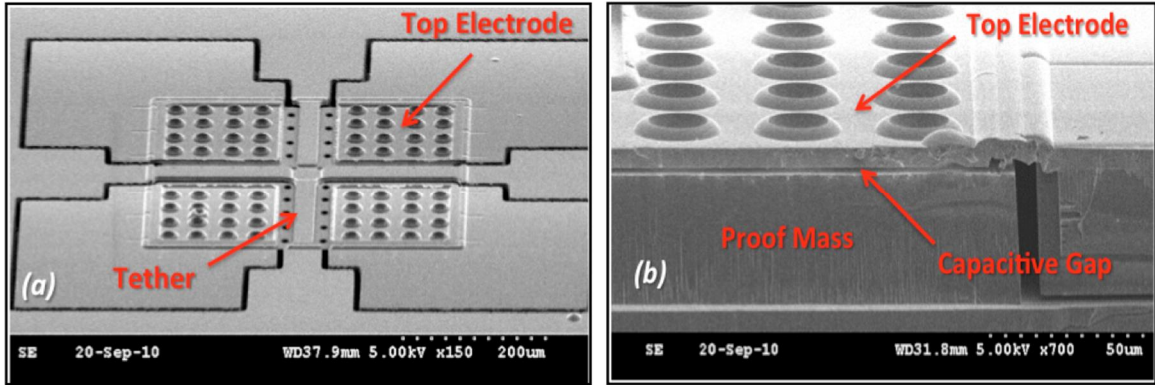 Top Electrode
Tether
(a)
SE 20-Sep-10 WD37.9mm 5.00kV x150 200um
Top Electrode
Proof Mass
Capacitive Gap
(b)
SE 20-Sep-10 WD31.8mm 5.00kV x700 50um